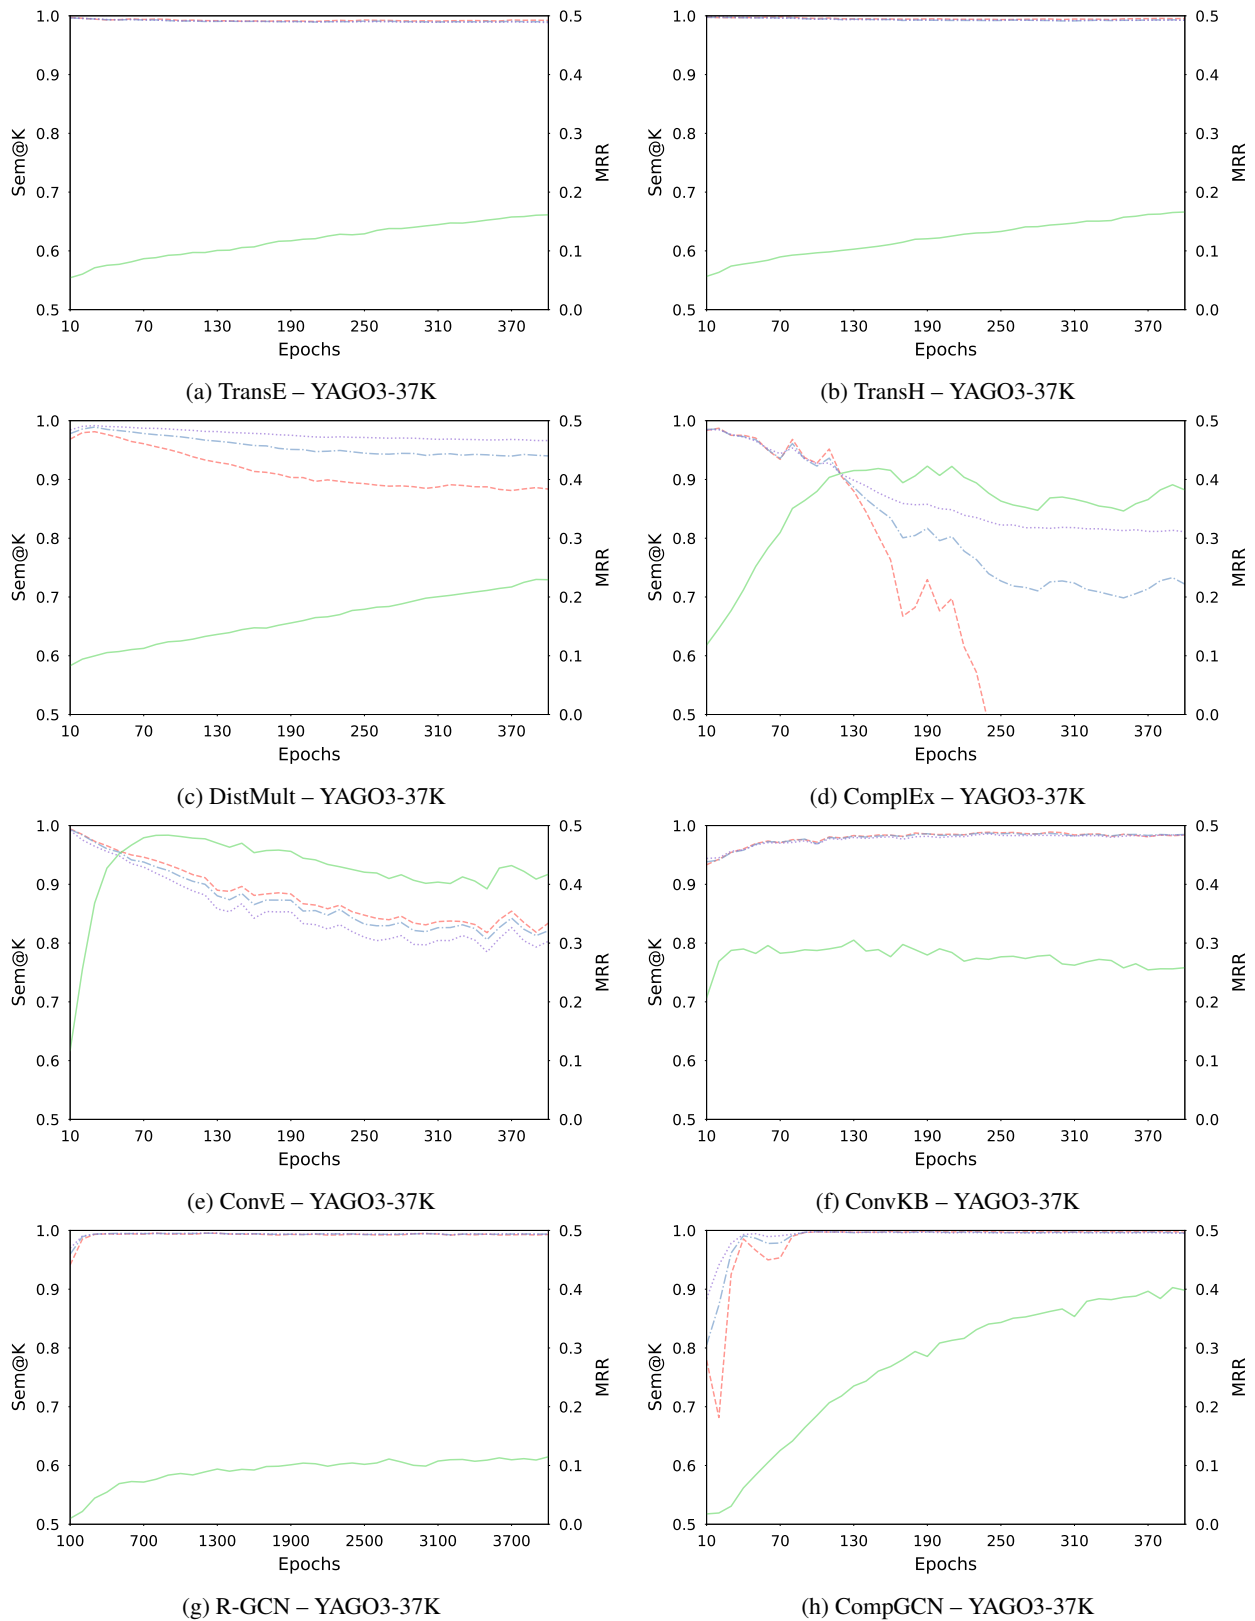 1.0
0.9
0.8
0.7
0.6
0.5
Sem@K
0.5
0.4
0.3
0.2
0.1
0.0
MRR
10 70 130 190 250 310 370
Epochs
(a) TransE – YAGO3-37K
1.0
0.9
0.8
0.7
0.6
0.5
Sem@K
0.5
0.4
0.3
0.2
0.1
0.0
MRR
10 70 130 190 250 310 370
Epochs
(b) TransH – YAGO3-37K
1.0
0.9
0.8
0.7
0.6
0.5
Sem@K
0.5
0.4
0.3
0.2
0.1
0.0
MRR
10 70 130 190 250 310 370
Epochs
(c) DistMult – YAGO3-37K
1.0
0.9
0.8
0.7
0.6
0.5
Sem@K
0.5
0.4
0.3
0.2
0.1
0.0
MRR
10 70 130 190 250 310 370
Epochs
(d) ComplEx – YAGO3-37K
1.0
0.9
0.8
0.7
0.6
0.5
Sem@K
0.5
0.4
0.3
0.2
0.1
0.0
MRR
10 70 130 190 250 310 370
Epochs
(e) ConvE – YAGO3-37K
1.0
0.9
0.8
0.7
0.6
0.5
Sem@K
0.5
0.4
0.3
0.2
0.1
0.0
MRR
10 70 130 190 250 310 370
Epochs
(f) ConvKB – YAGO3-37K
1.0
0.9
0.8
0.7
0.6
0.5
Sem@K
0.5
0.4
0.3
0.2
0.1
0.0
MRR
100 700 1300 1900 2500 3100 3700
Epochs
(g) R-GCN – YAGO3-37K
1.0
0.9
0.8
0.7
0.6
0.5
Sem@K
0.5
0.4
0.3
0.2
0.1
0.0
MRR
10 70 130 190 250 310 370
Epochs
(h) CompGCN – YAGO3-37K